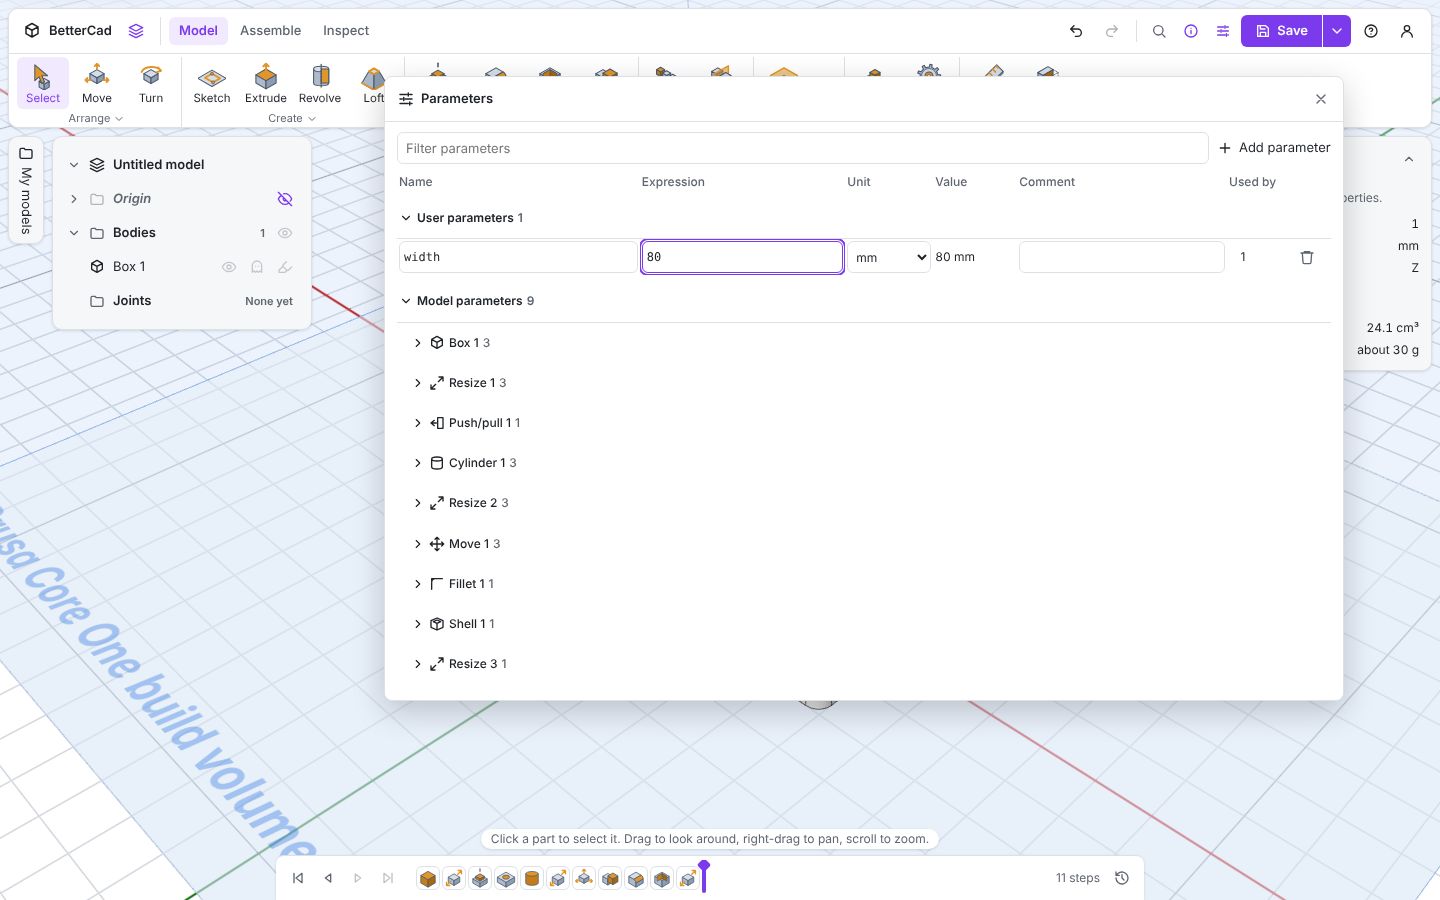 BetterCad
Model
Assemble
Inspect
Save
Select
Move
Turn
Sketch
Extrude
Revolve
Loft
Arrange
Create
Parameters
Filter parameters
Add parameter
Name
Expression
Unit
Value
Comment
Used by
User parameters 1
width
80
mm
80 mm
1
Model parameters 9
Box 1 3
Resize 1 3
Push/pull 1 1
Cylinder 1 3
Resize 2 3
Move 1 3
Fillet 1 1
Shell 1 1
Resize 3 1
My models
Untitled model
Origin
Bodies
1
Box 1
Joints
None yet
1
mm
Z
24.1 cm³
about 30 g
Core One build volume
Click a part to select it. Drag to look around, right-drag to pan, scroll to zoom.
11 steps